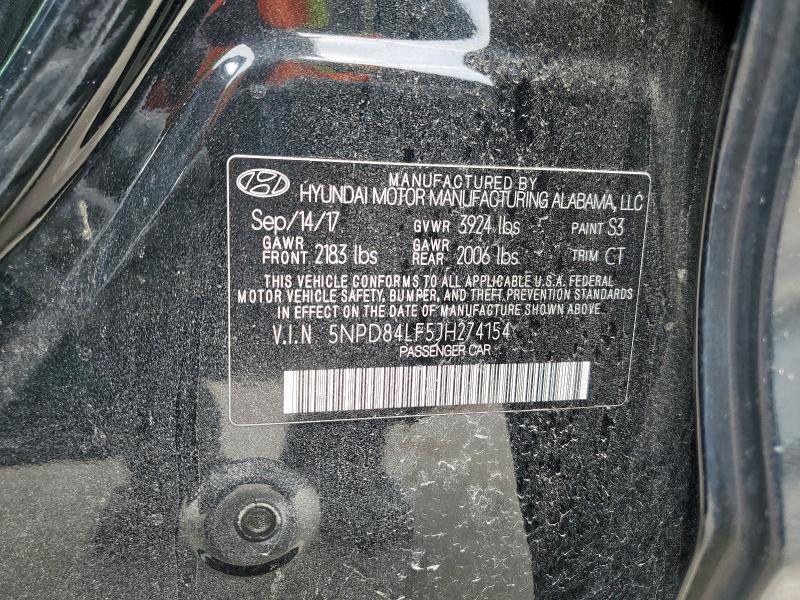 MANUFACTURED BY
HYUNDAI MOTOR MANUFACTURING ALABAMA, LLC
Sep/14/17 GVWR 3924 lbs PAINT S3
GAWR FRONT 2183 lbs GAWR REAR 2006 lbs. TRIM CT
THIS VEHICLE CONFORMS TO ALL APPLICABLE U.S.A. FEDERAL
MOTOR VEHICLE SAFETY, BUMPER, AND THEFT PREVENTION STANDARDS
IN EFFECT ON THE DATE OF MANUFACTURE SHOWN ABOVE.
V.I.N 5NPD84LF5JH274154
PASSENGER CAR